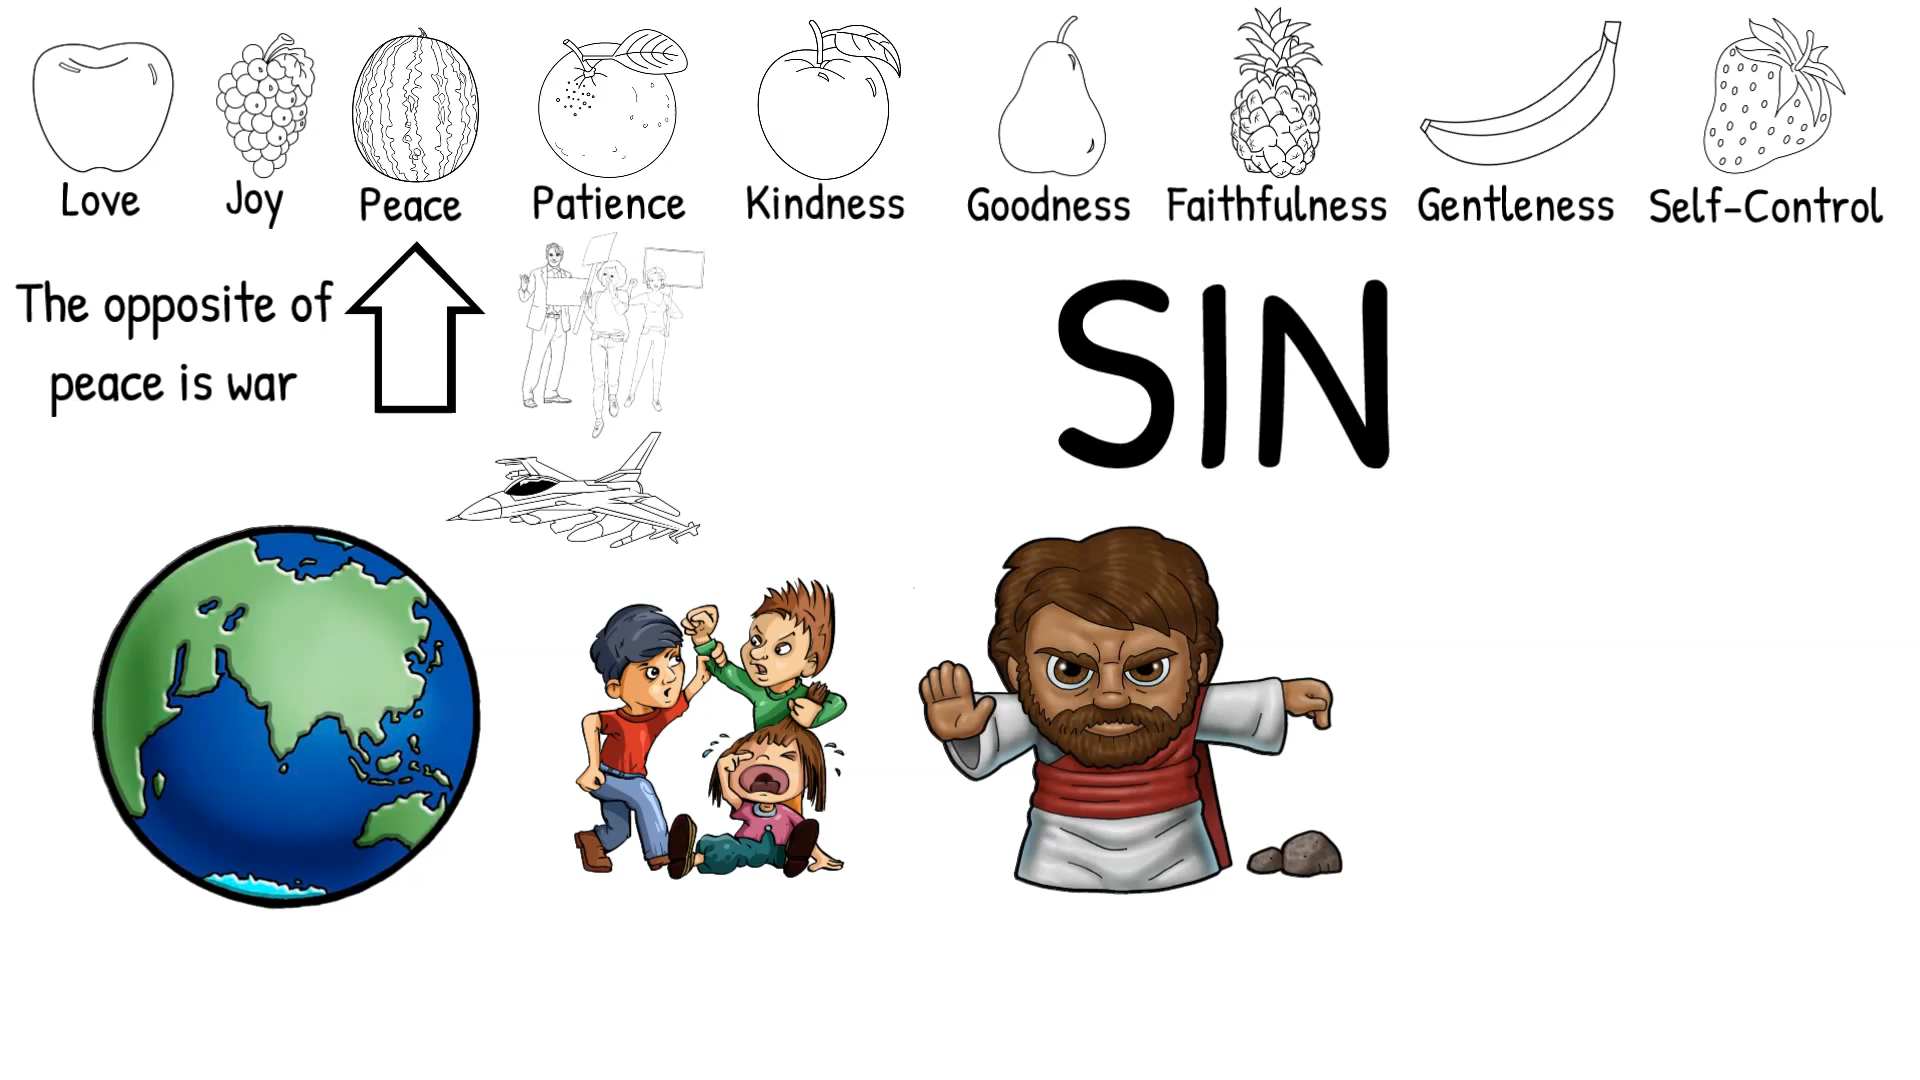 Love Joy Peace Patience Kindness Goodness Faithfulness Gentleness Self-Control
The opposite of
peace is war
SIN